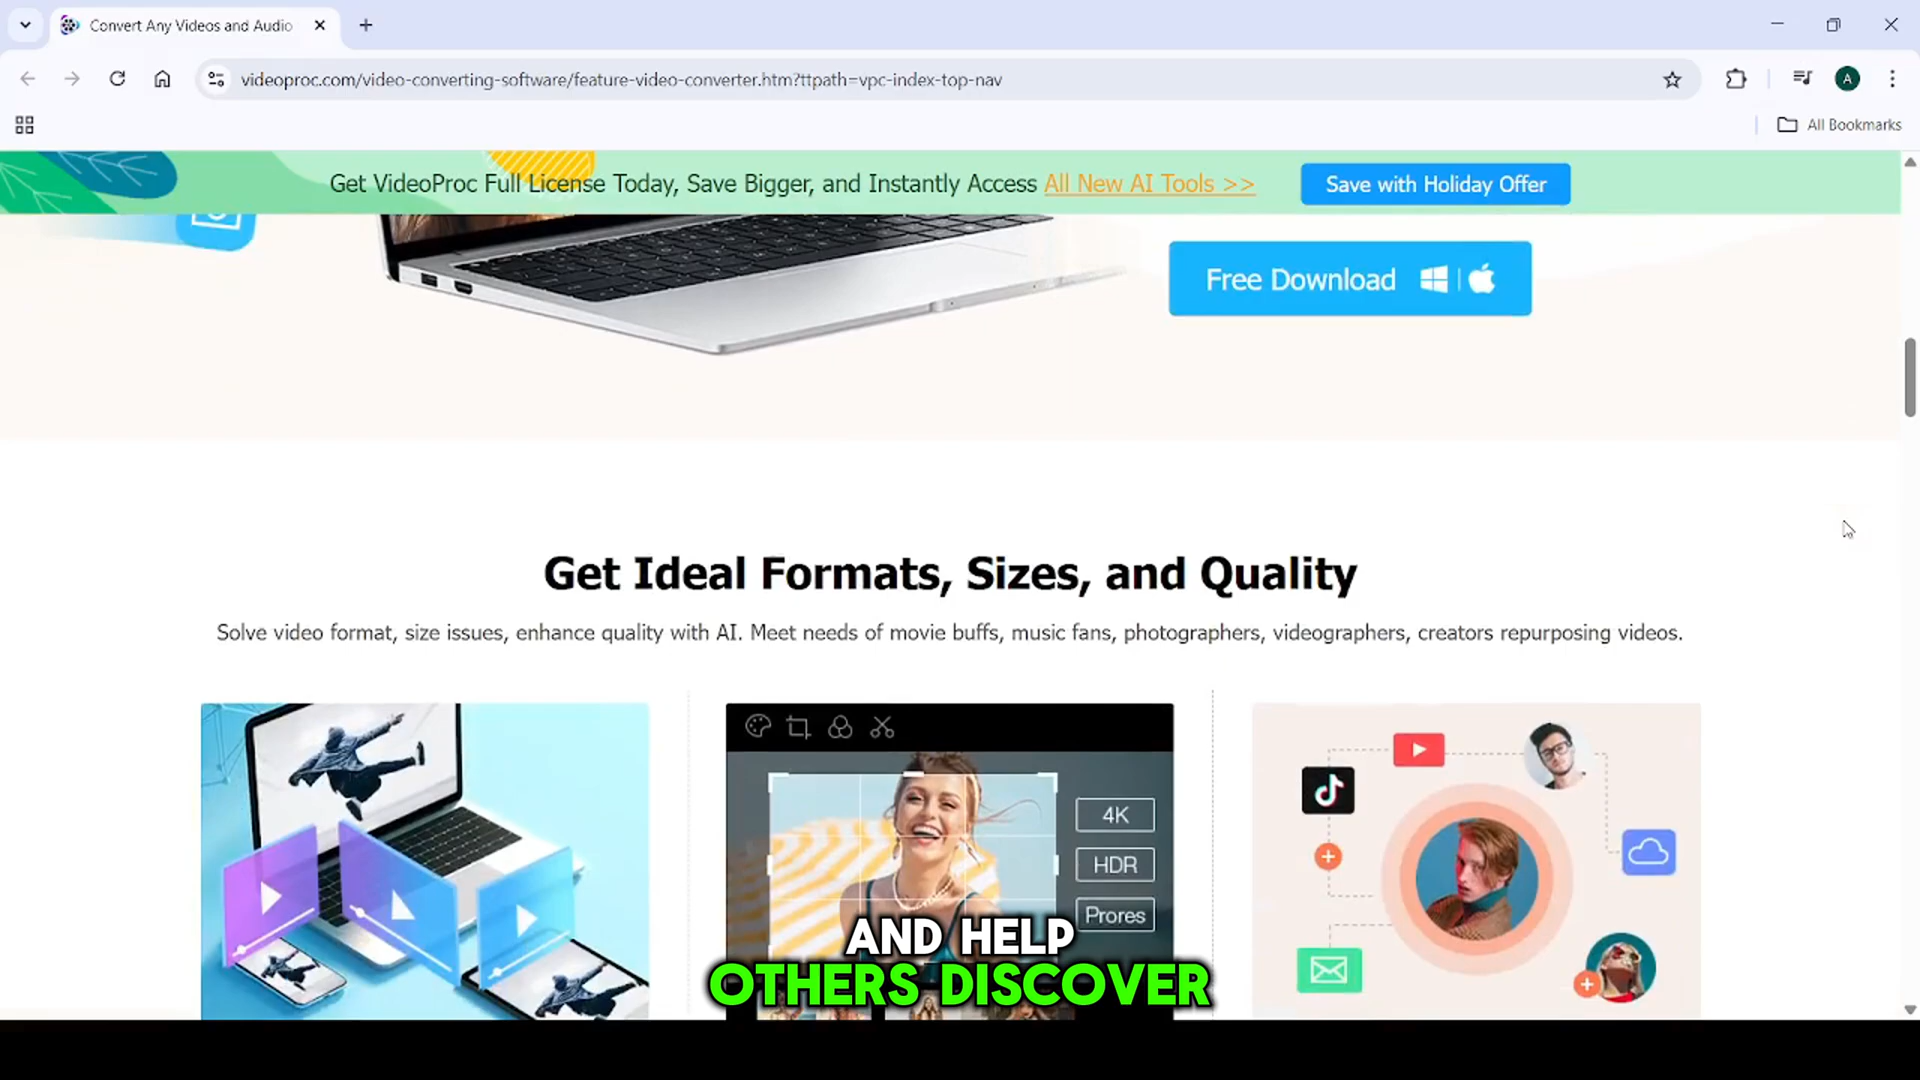 Convert Any Videos and Audio
videoproc.com/video-converting-software/feature-video-converter.htm?ttpath=vpc-index-top-nav
A
All Bookmarks
Get VideoProc Full License Today, Save Bigger, and Instantly Access All New AI Tools >>
Save with Holiday Offer
Free Download
Get Ideal Formats, Sizes, and Quality
Solve video format, size issues, enhance quality with AI. Meet needs of movie buffs, music fans, photographers, videographers, creators repurposing videos.
4K
HDR
Prores
AND HELP
OTHERS DISCOVER